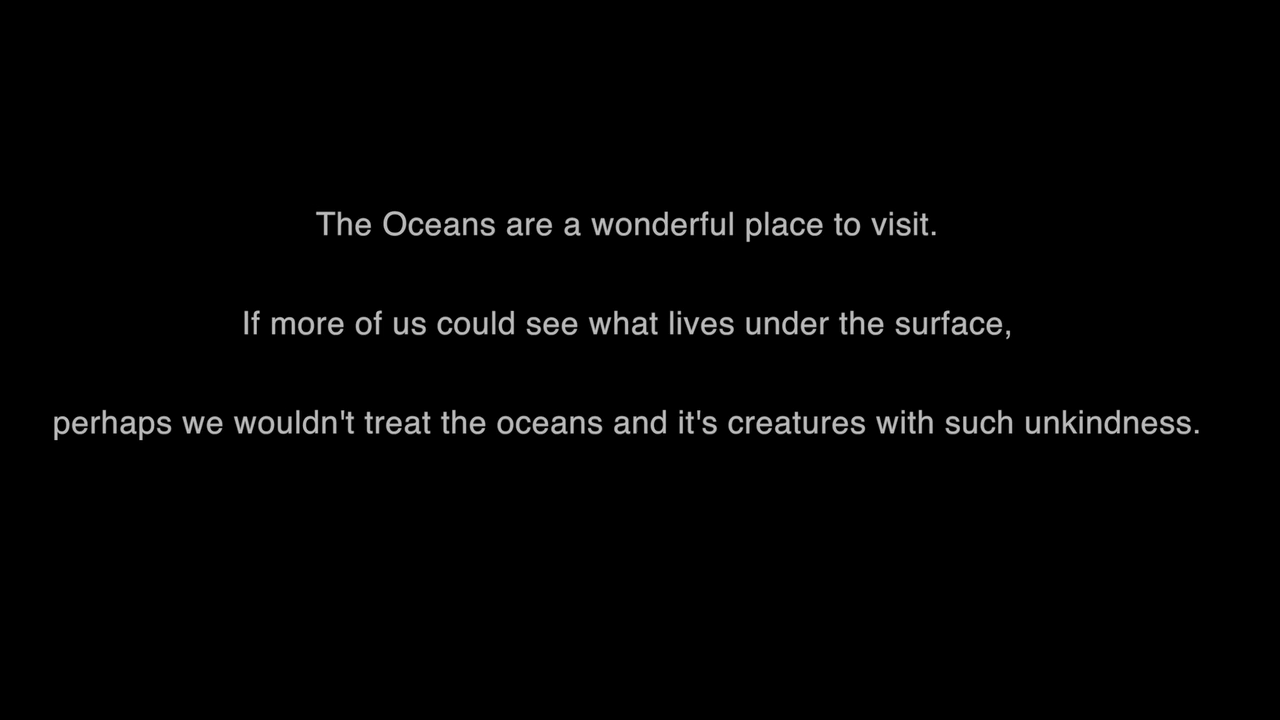 The Oceans are a wonderful place to visit.
If more of us could see what lives under the surface,
perhaps we wouldn't treat the oceans and it's creatures with such unkindness.